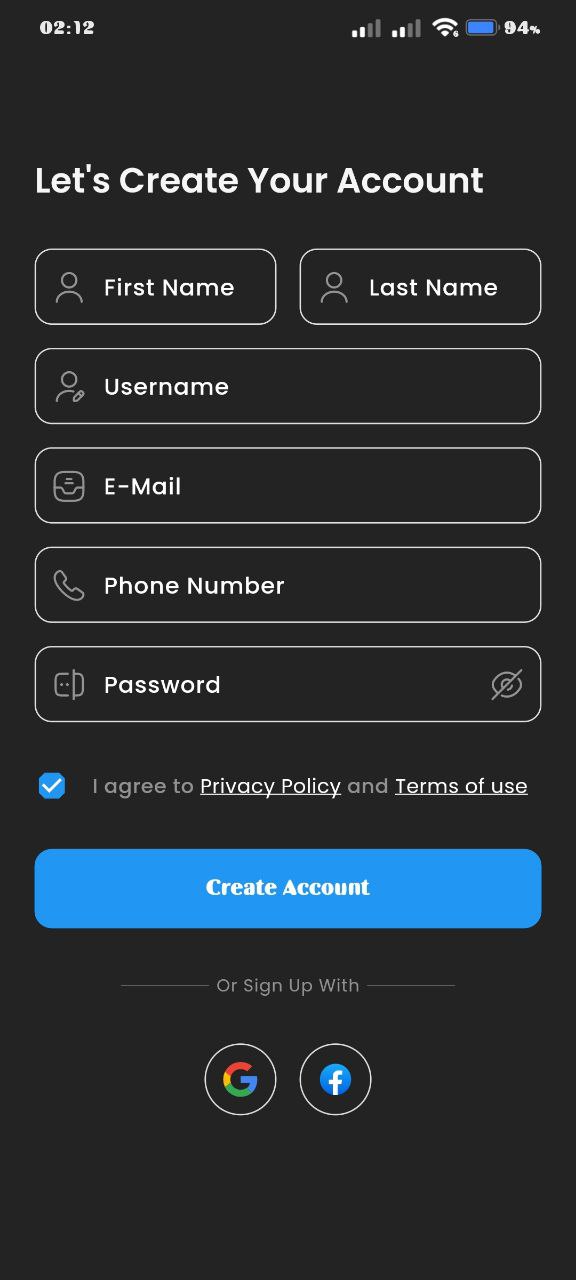 02:12 94%
Let's Create Your Account
First Name Last Name
Username
E-Mail
Phone Number
Password
I agree to Privacy Policy and Terms of use
Create Account
Or Sign Up With